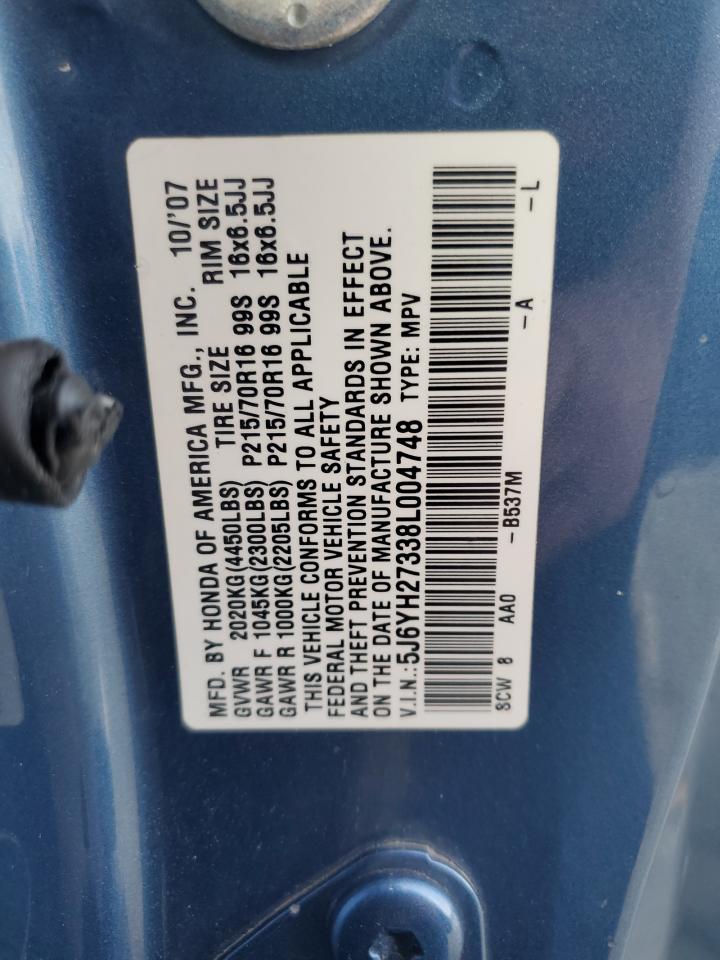 MFD. BY HONDA OF AMERICA MFG., INC. 10/'07
GVWR 2020KG(4450LBS) TIRE SIZE RIM SIZE
GAWR F 1045KG(2300LBS) P215/70R16 99S 16x6.5JJ
GAWR R 1000KG(2205LBS) P215/70R16 99S 16x6.5JJ
THIS VEHICLE CONFORMS TO ALL APPLICABLE
FEDERAL MOTOR VEHICLE SAFETY
AND THEFT PREVENTION STANDARDS IN EFFECT
ON THE DATE OF MANUFACTURE SHOWN ABOVE.
V.I.N.:5J6YH27338L004748 TYPE: MPV
8CW 8 AA0 -B537M -A -L